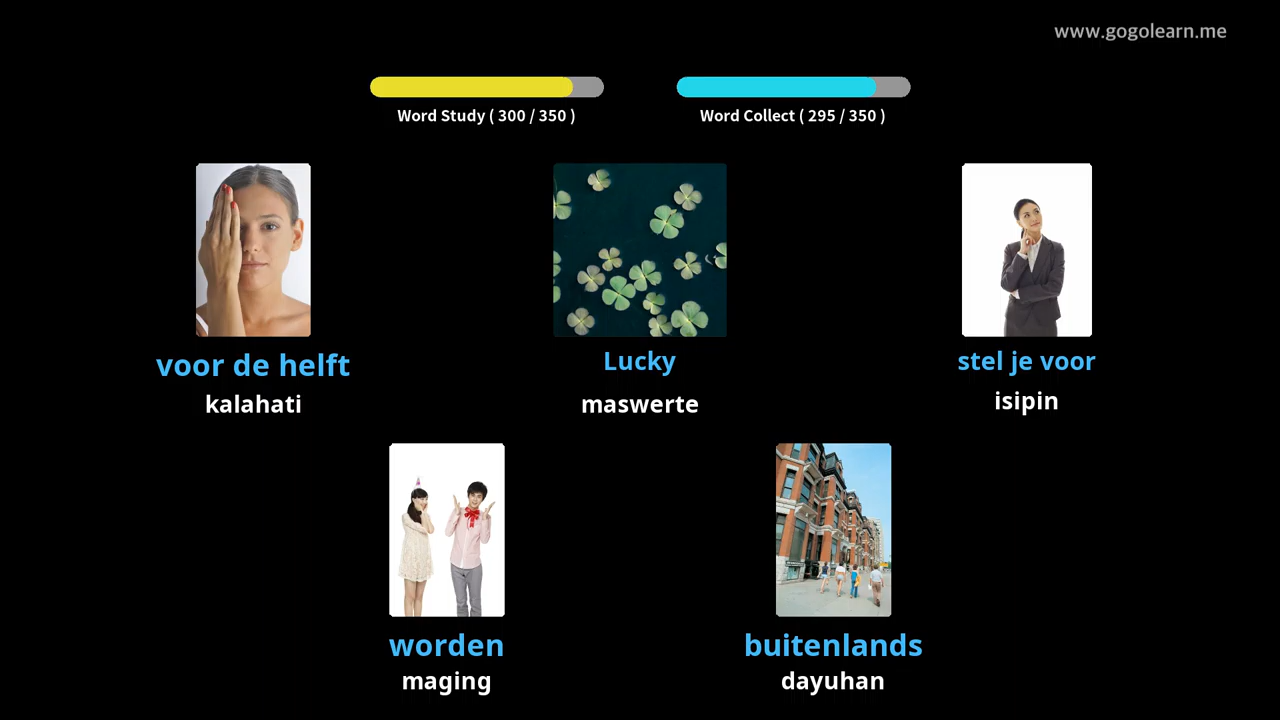 www.gogolearn.me
Word Study ( 300 / 350 )
Word Collect ( 295 / 350 )
voor de helft
kalahati
Lucky
maswerte
stel je voor
isipin
worden
maging
buitenlands
dayuhan